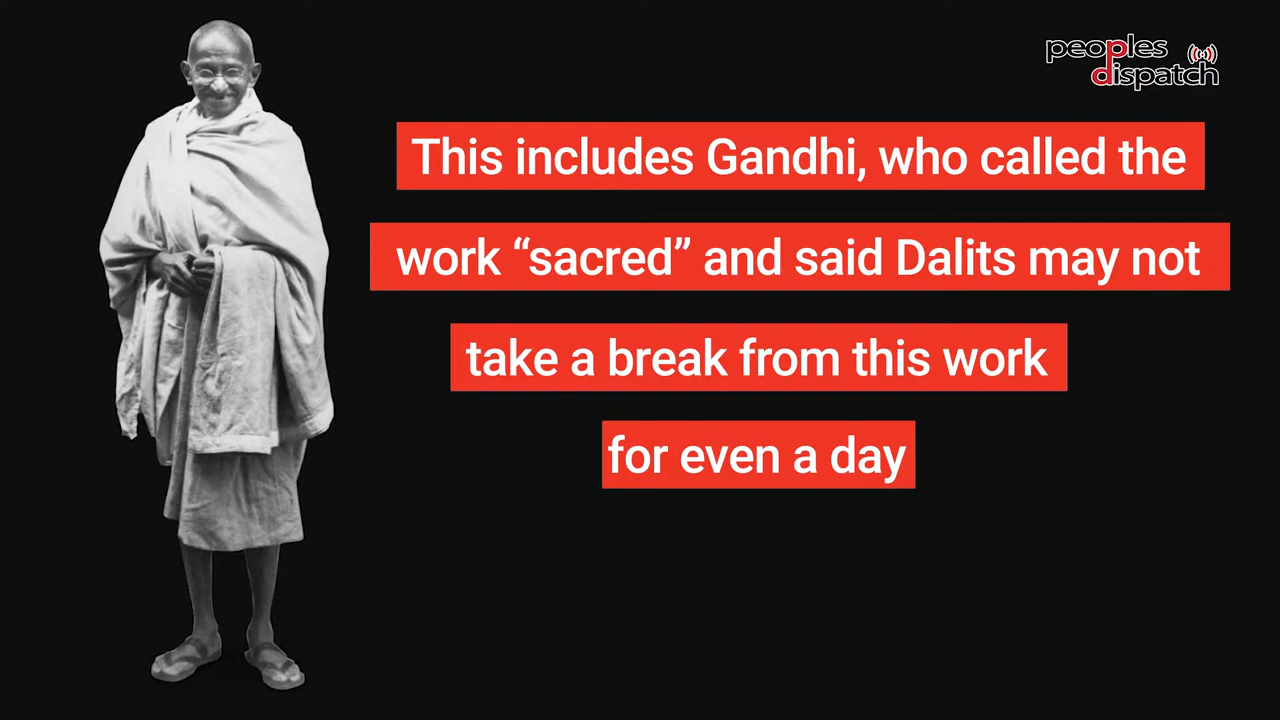 peoples
dispatch
This includes Gandhi, who called the
work “sacred” and said Dalits may not
take a break from this work
for even a day